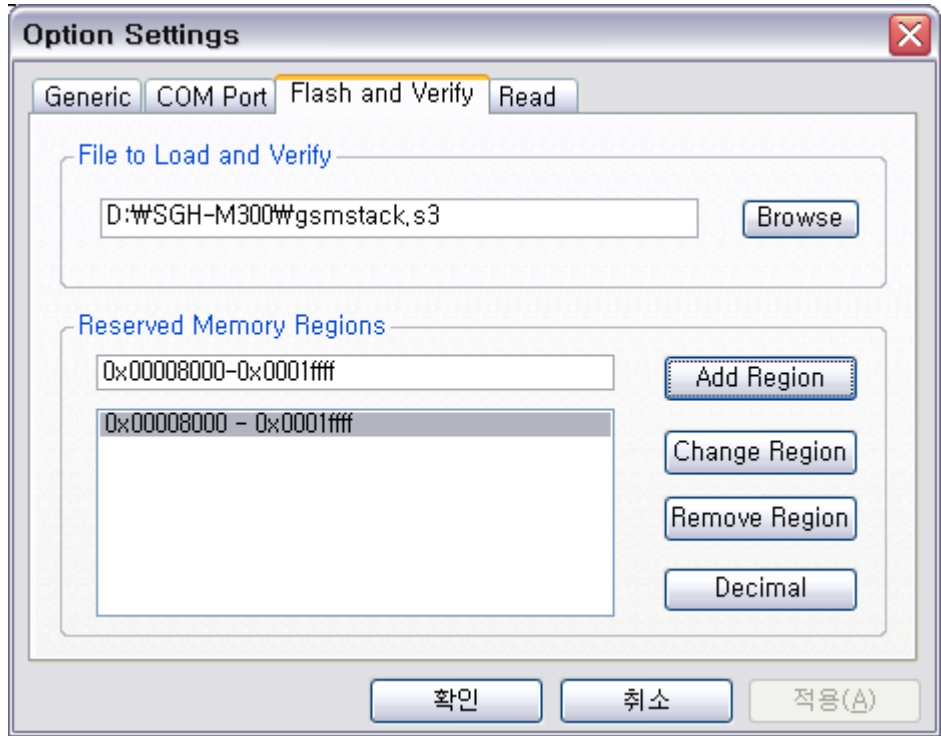 Option Settings
Generic COM Port Flash and Verify Read
File to Load and Verify
D:₩SGH-M300₩gsmstack.s3 Browse
Reserved Memory Regions
0x00008000-0x0001ffff Add Region
0x00008000 - 0x0001ffff
Change Region
Remove Region
Decimal
확인 취소 적용(A)